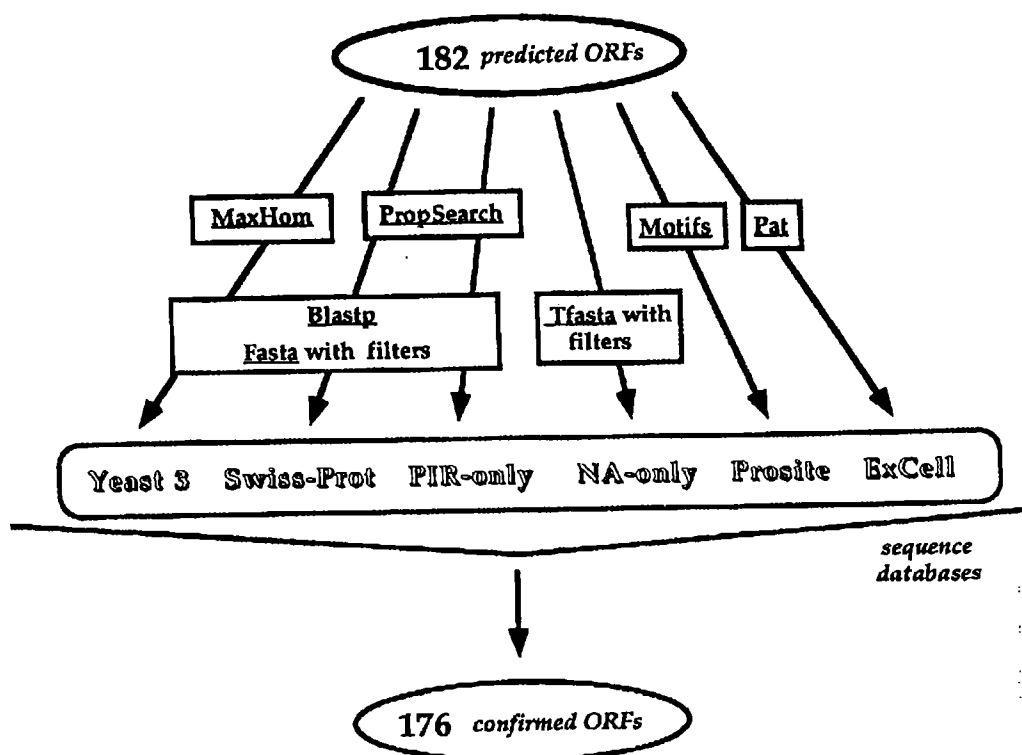 182 predicted ORFs
MaxHom
PropSearch
Motifs
Pat
Blastp
Fasta with filters
Tfasta with
filters
Yeast 3 Swiss-Prot PIR-only NA-only Prosite ExCell
sequence
databases
176 confirmed ORFs